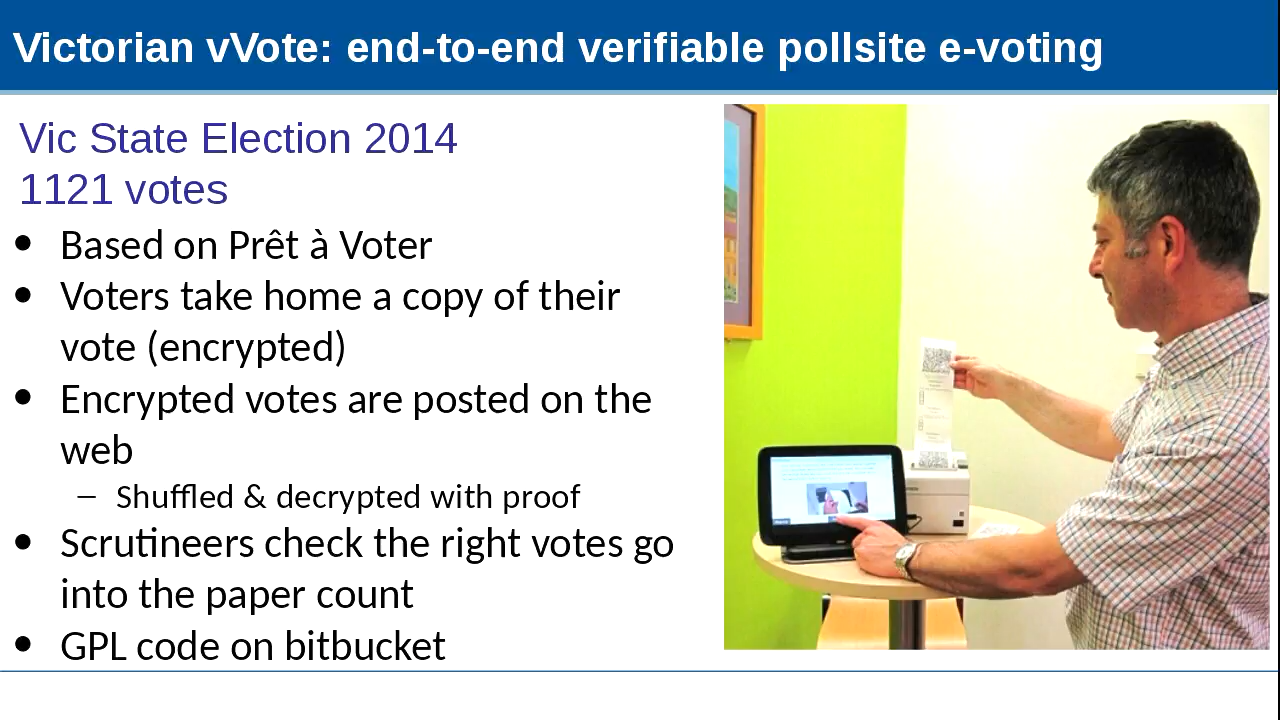 Victorian vVote: end-to-end verifiable pollsite e-voting
Vic State Election 2014
1121 votes
• Based on Prêt à Voter
• Voters take home a copy of their
vote (encrypted)
• Encrypted votes are posted on the
web
– Shuffled & decrypted with proof
• Scrutineers check the right votes go
into the paper count
• GPL code on bitbucket